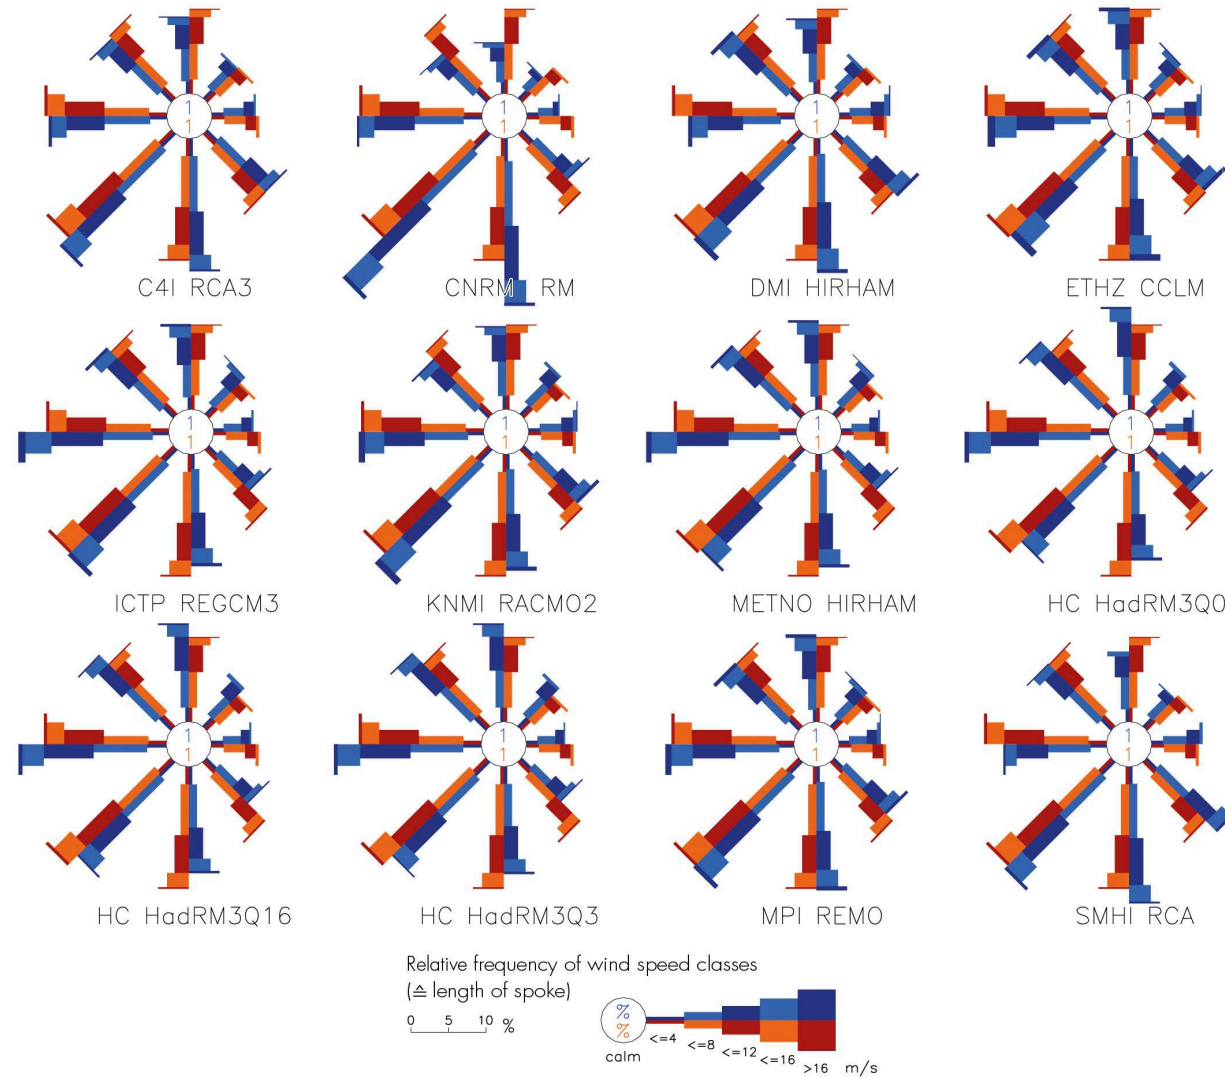 1 1 1 1
1 1 1 1
C4I RCA3 CNRM RM DMI HIRHAM ETHZ CCLM
1 1 1 1
1 1 1 1
ICTP REGCM3 KNMI RACMO2 METNO HIRHAM HC HadRM3Q0
1 1 1 1
1 1 1 1
HC HadRM3Q16 HC HadRM3Q3 MPI REMO SMHI RCA
Relative frequency of wind speed classes
(≙ length of spoke)
0 5 10 %
%
%
calm <=4 <=8 <=12 <=16 >16 m/s